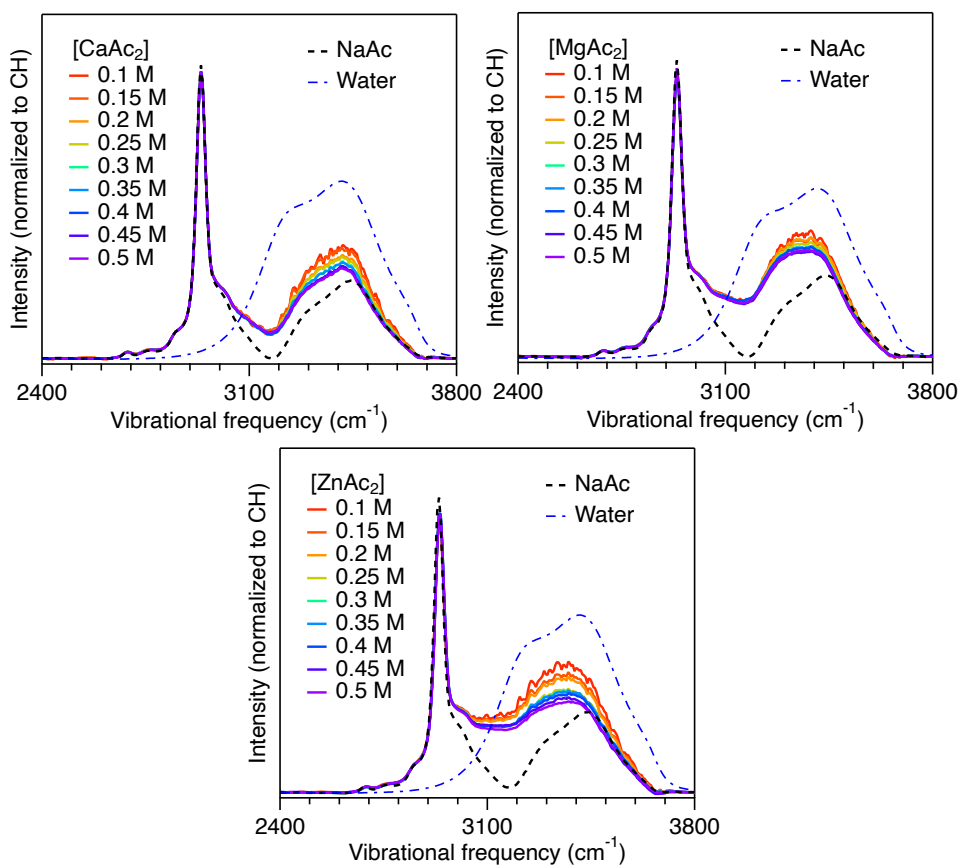 Intensity (normalized to CH)
[CaAc₂]
0.1 M
0.15 M
0.2 M
0.25 M
0.3 M
0.35 M
0.4 M
0.45 M
0.5 M
NaAc
Water
2400 3100 3800
Vibrational frequency (cm⁻¹)
Intensity (normalized to CH)
[MgAc₂]
0.1 M
0.15 M
0.2 M
0.25 M
0.3 M
0.35 M
0.4 M
0.45 M
0.5 M
NaAc
Water
2400 3100 3800
Vibrational frequency (cm⁻¹)
Intensity (normalized to CH)
[ZnAc₂]
0.1 M
0.15 M
0.2 M
0.25 M
0.3 M
0.35 M
0.4 M
0.45 M
0.5 M
NaAc
Water
2400 3100 3800
Vibrational frequency (cm⁻¹)